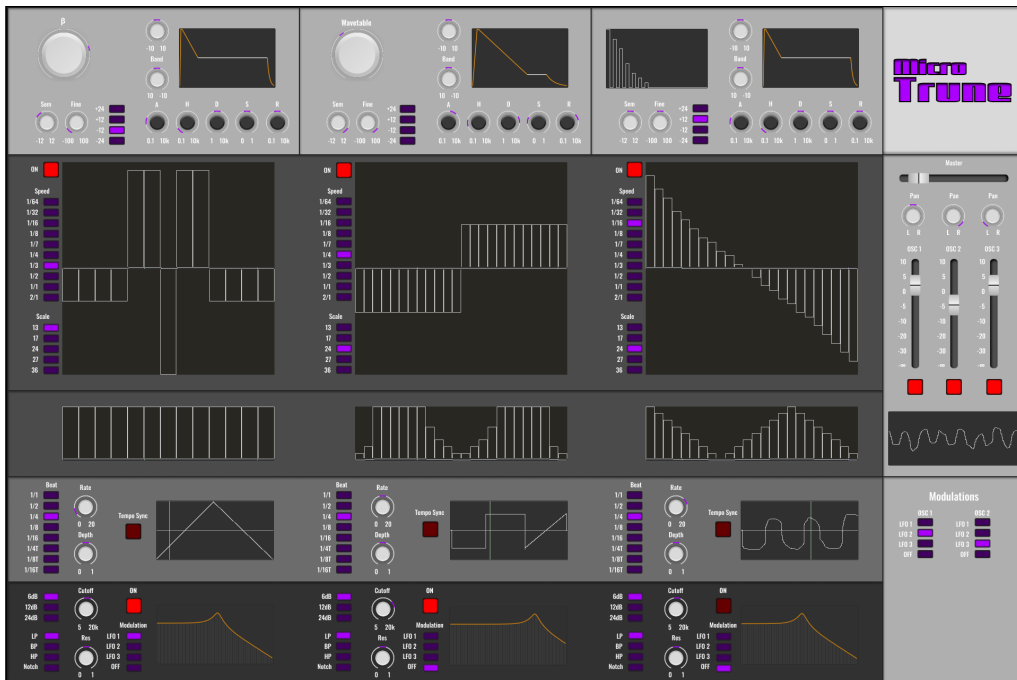 β
-10 10
Band
10 -10
Sem Fine
-12 12 -100 100
+24
+12
-12
-24
A H D S R
0.1 10k 0.1 10k 0 1 0.1 10k
Wavetable
-10 10
Band
10 -10
Sem Fine
-12 12 -100 100
+24
+12
-12
-24
A H D S R
0.1 10k 0.1 10k 0 1 0.1 10k
-10 10
Band
10 -10
Sem Fine
-12 12 -100 100
+24
+12
-12
-24
A H D S R
0.1 10k 0.1 10k 0 1 0.1 10k
Micro
Trune
ON
Speed
1/64
1/32
1/16
1/8
1/7
1/4
1/3
1/2
1/1
2/1
Scale
13
17
24
27
36
ON
Speed
1/64
1/32
1/16
1/8
1/7
1/4
1/3
1/2
1/1
2/1
Scale
13
17
24
27
36
ON
Speed
1/64
1/32
1/16
1/8
1/7
1/4
1/3
1/2
1/1
2/1
Scale
13
17
24
27
36
Master
Pan Pan Pan
L R L R L R
OSC 1 OSC 2 OSC 3
10 10 10
5 5 5
0 0 0
-5 -5 -5
-10 -10 -10
-20 -20 -20
-30 -30 -30
-∞ -∞ -∞
Beat
1/1
1/2
1/4
1/8
1/16
1/4T
1/8T
1/16T
Rate
0 20
Depth
0 1
Tempo Sync
Beat
1/1
1/2
1/4
1/8
1/16
1/4T
1/8T
1/16T
Rate
0 20
Depth
0 1
Tempo Sync
Beat
1/1
1/2
1/4
1/8
1/16
1/4T
1/8T
1/16T
Rate
0 20
Depth
0 1
Tempo Sync
Modulations
OSC 1 OSC 2
LFO 1 LFO 1
LFO 2 LFO 2
LFO 3 LFO 3
OFF OFF
6dB
12dB
24dB
LP
BP
HP
Notch
Cutoff
5 20k
Res
0 1
ON
Modulation
LFO 1
LFO 2
LFO 3
OFF
6dB
12dB
24dB
LP
BP
HP
Notch
Cutoff
5 20k
Res
0 1
ON
Modulation
LFO 1
LFO 2
LFO 3
OFF
6dB
12dB
24dB
LP
BP
HP
Notch
Cutoff
5 20k
Res
0 1
ON
Modulation
LFO 1
LFO 2
LFO 3
OFF